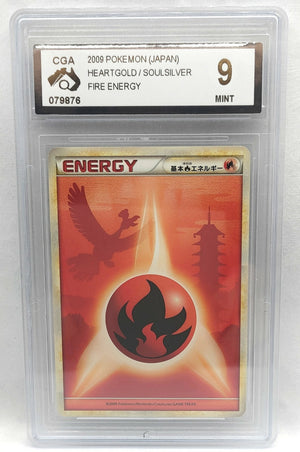 CGA
079876
2009 POKEMON (JAPAN)
HEARTGOLD / SOULSILVER
FIRE ENERGY
9
MINT
ENERGY
基本🔥エネルギー